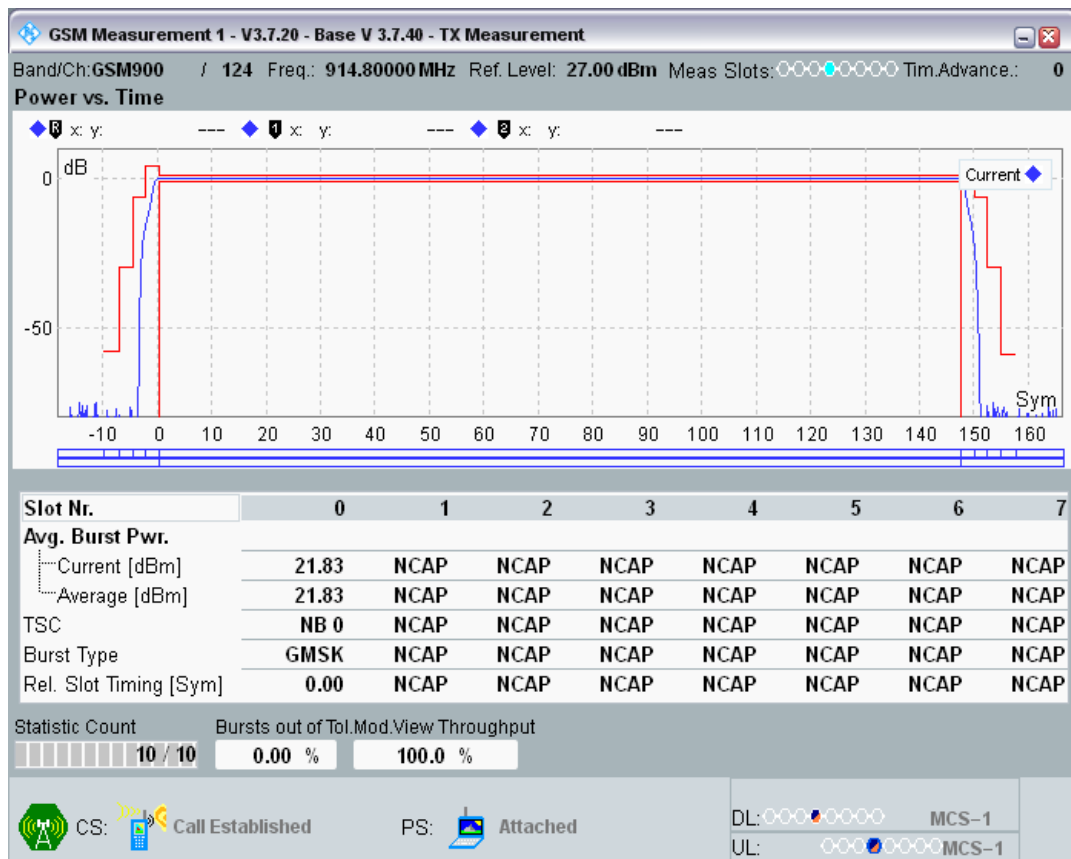 GSM Measurement 1 - V3.7.20 - Base V 3.7.40 - TX Measurement
Band/Ch:GSM900 / 124 Freq.: 914.80000 MHz Ref. Level: 27.00 dBm Meas Slots: Tim.Advance.: 0
Power vs. Time
R x: y: --- 1 x: y: --- 2 x: y: ---
dB
0
Current
-50
Sym
-10 0 10 20 30 40 50 60 70 80 90 100 110 120 130 140 150 160
Slot Nr. 0 1 2 3 4 5 6 7
Avg. Burst Pwr.
Current [dBm] 21.83 NCAP NCAP NCAP NCAP NCAP NCAP NCAP
Average [dBm] 21.83 NCAP NCAP NCAP NCAP NCAP NCAP NCAP
TSC NB 0 NCAP NCAP NCAP NCAP NCAP NCAP NCAP
Burst Type GMSK NCAP NCAP NCAP NCAP NCAP NCAP NCAP
Rel. Slot Timing [Sym] 0.00 NCAP NCAP NCAP NCAP NCAP NCAP NCAP
Statistic Count Bursts out of Tol. Mod.View Throughput
10 / 10 0.00 % 100.0 %
CS: Call Established PS: Attached
DL: MCS-1
UL: MCS-1